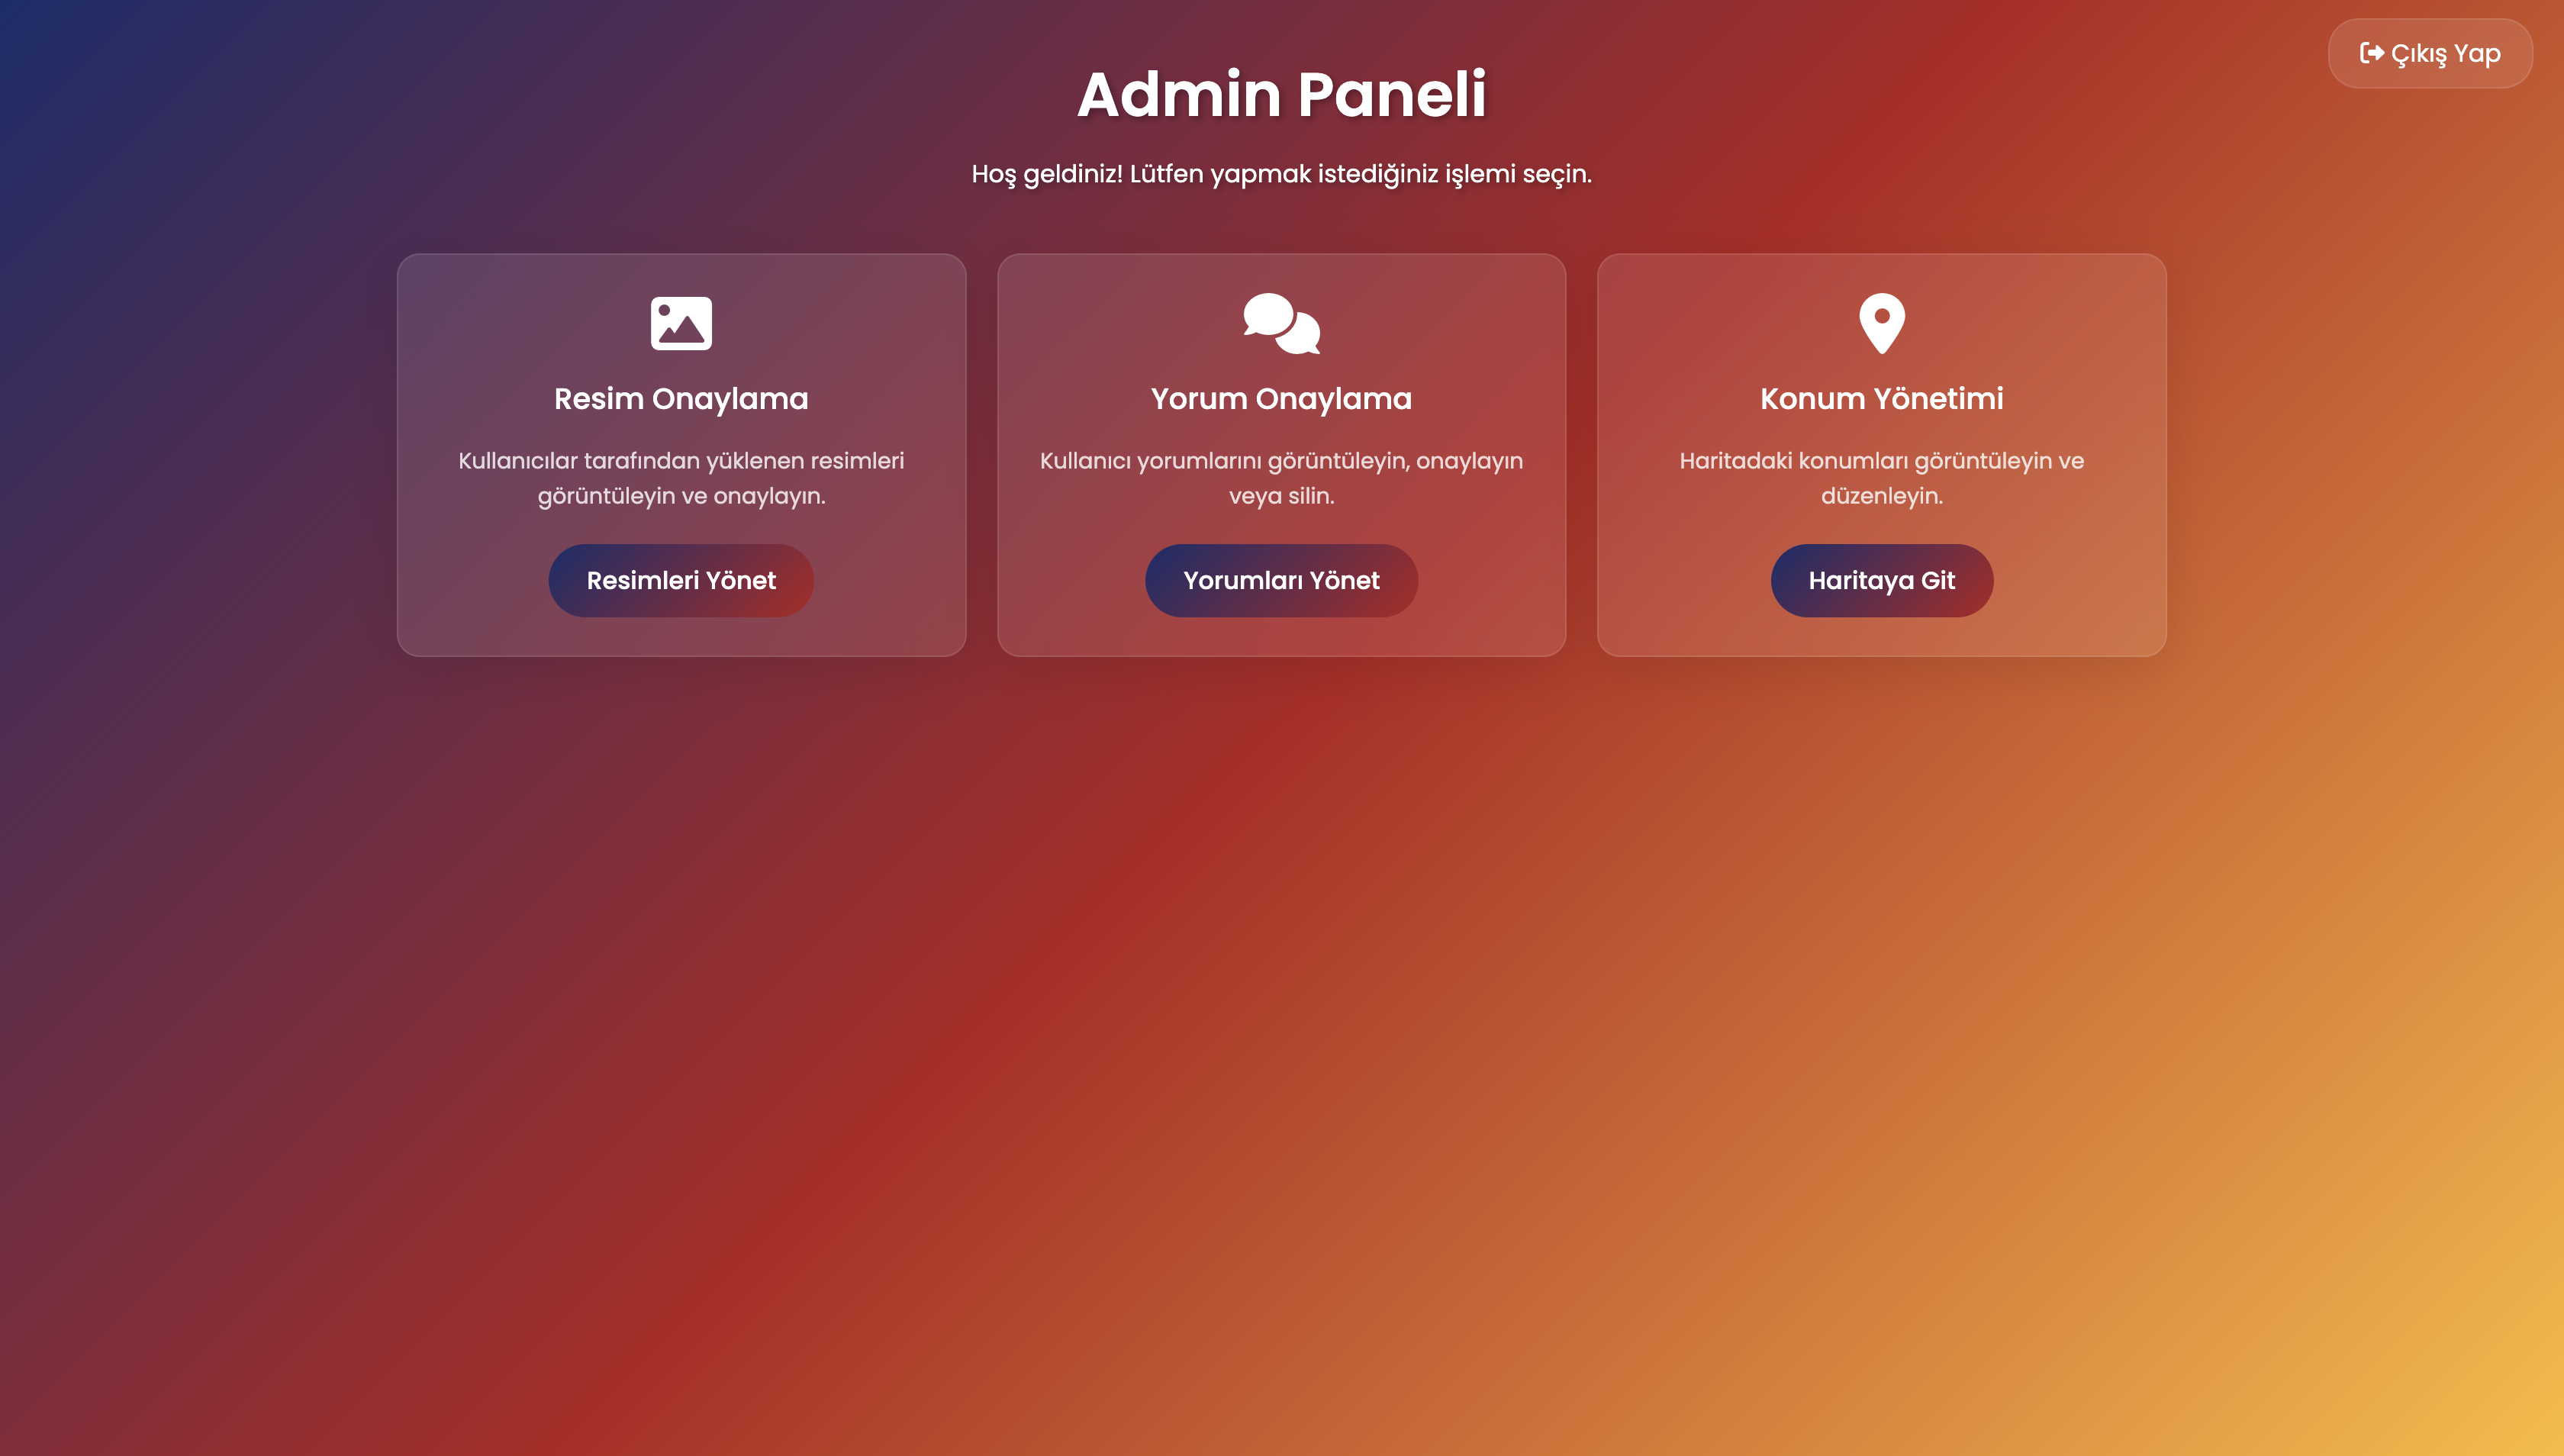 Çıkış Yap
Admin Paneli
Hoş geldiniz! Lütfen yapmak istediğiniz işlemi seçin.
Resim Onaylama
Kullanıcılar tarafından yüklenen resimleri
görüntüleyin ve onaylayın.
Resimleri Yönet
Yorum Onaylama
Kullanıcı yorumlarını görüntüleyin, onaylayın
veya silin.
Yorumları Yönet
Konum Yönetimi
Haritadaki konumları görüntüleyin ve
düzenleyin.
Haritaya Git